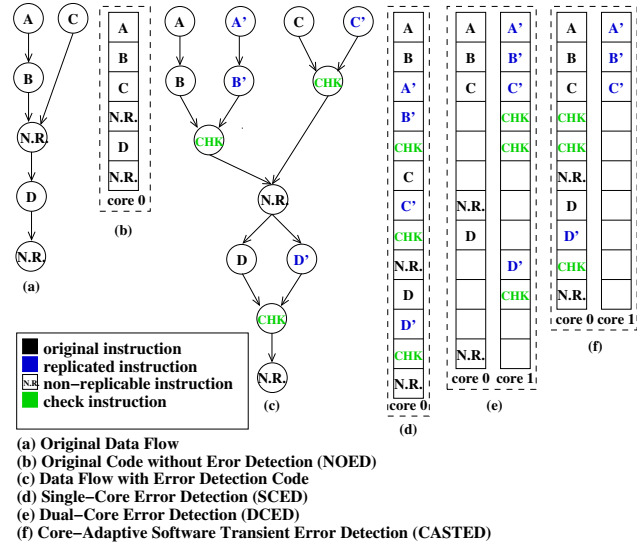 A
B
C
N.R.
D
N.R.
(a)
A
B
C
N.R.
D
N.R.
core 0
(b)
A
A'
C
C'
B
B'
CHK
CHK
N.R.
D
D'
CHK
N.R.
(c)
A
B
A'
B'
CHK
C
C'
CHK
N.R.
D
D'
CHK
N.R.
core 0
(d)
A
A'
B
B'
C
C'
CHK
CHK
N.R.
D
D'
CHK
N.R.
core 0
core 1
(e)
A
A'
B
B'
C
C'
CHK
CHK
N.R.
D
D'
CHK
N.R.
core 0
core 1
(f)
original instruction
replicated instruction
N.R. non-replicable instruction
check instruction
(a) Original Data Flow
(b) Original Code without Eror Detection (NOED)
(c) Data Flow with Error Detection Code
(d) Single-Core Error Detection (SCED)
(e) Dual-Core Error Detection (DCED)
(f) Core-Adaptive Software Transient Error Detection (CASTED)